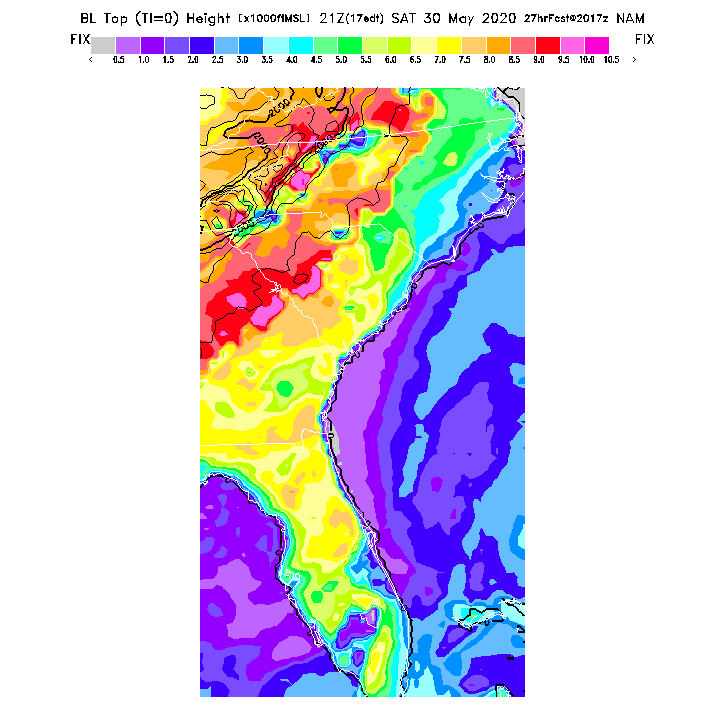 BL Top (TI=0) Height [x1000ftMSL] 21Z(17edt) SAT 30 May 2020 27hrFcst@2017z NAM
FIX FIX
< 0.5 1.0 1.5 2.0 2.5 3.0 3.5 4.0 4.5 5.0 5.5 6.0 6.5 7.0 7.5 8.0 8.5 9.0 9.5 10.0 10.5 >
2000
2000